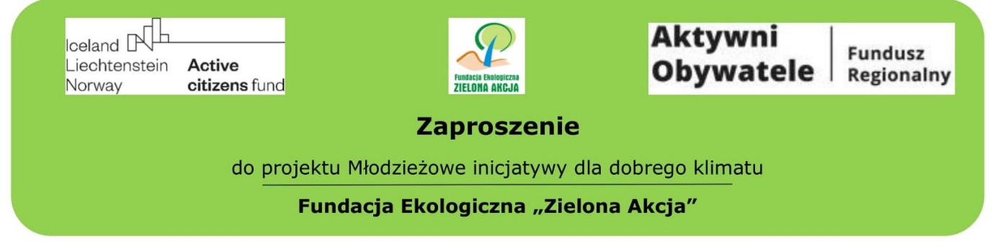 Iceland
Liechtenstein Active
Norway citizens fund
Fundacja Ekologiczna
ZIELONA AKCJA
Aktywni
Obywatele
Fundusz
Regionalny
Zaproszenie
do projektu Młodzieżowe inicjatywy dla dobrego klimatu
Fundacja Ekologiczna „Zielona Akcja”